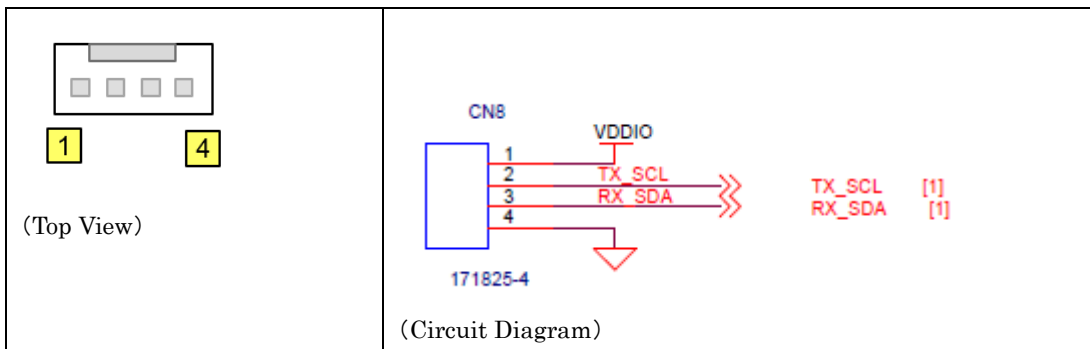 1 4
(Top View)
CN8
VDDIO
1
2 TX_SCL TX_SCL [1]
3 RX_SDA RX_SDA [1]
4
171825-4
(Circuit Diagram)